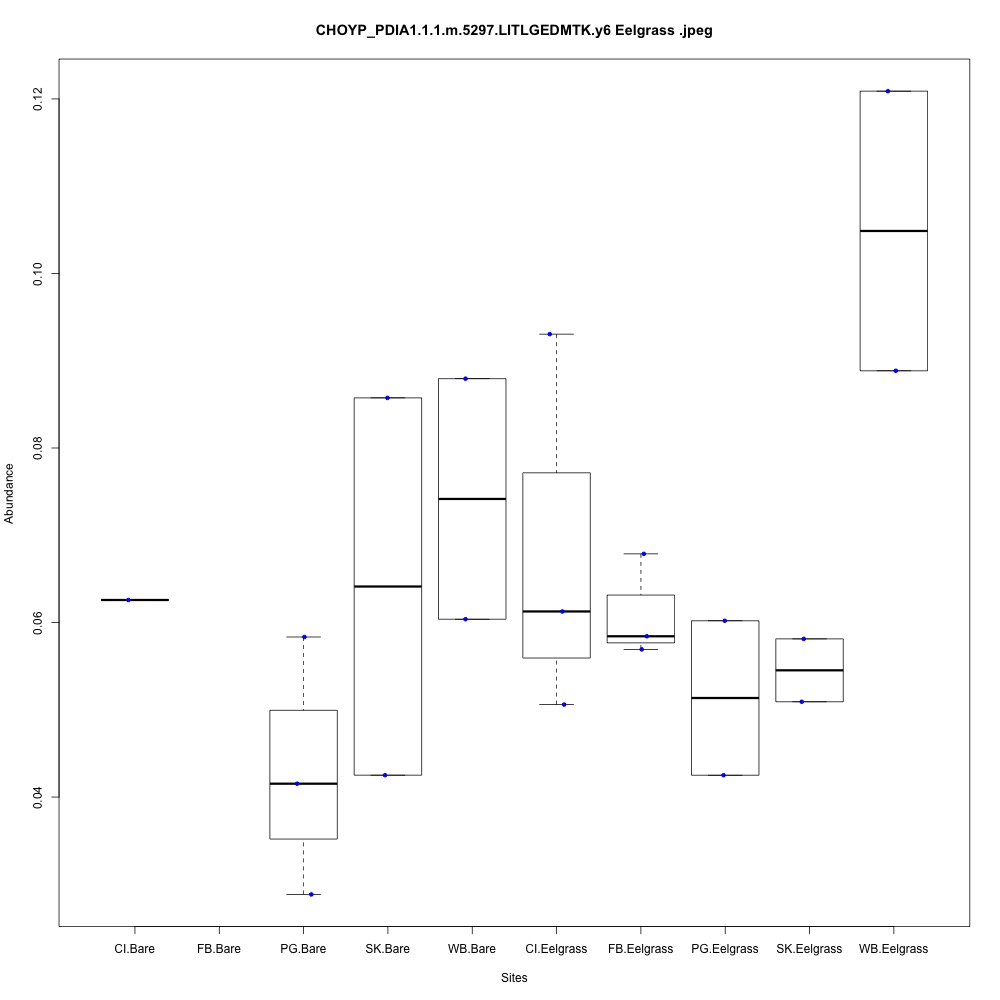 CHOYP_PDIA1.1.1.m.5297.LITLGEDMTK.y6 Eelgrass .jpeg
0.12
0.10
0.08
0.06
0.04
Abundance
CI.Bare FB.Bare PG.Bare SK.Bare WB.Bare CI.Eelgrass FB.Eelgrass PG.Eelgrass SK.Eelgrass WB.Eelgrass
Sites